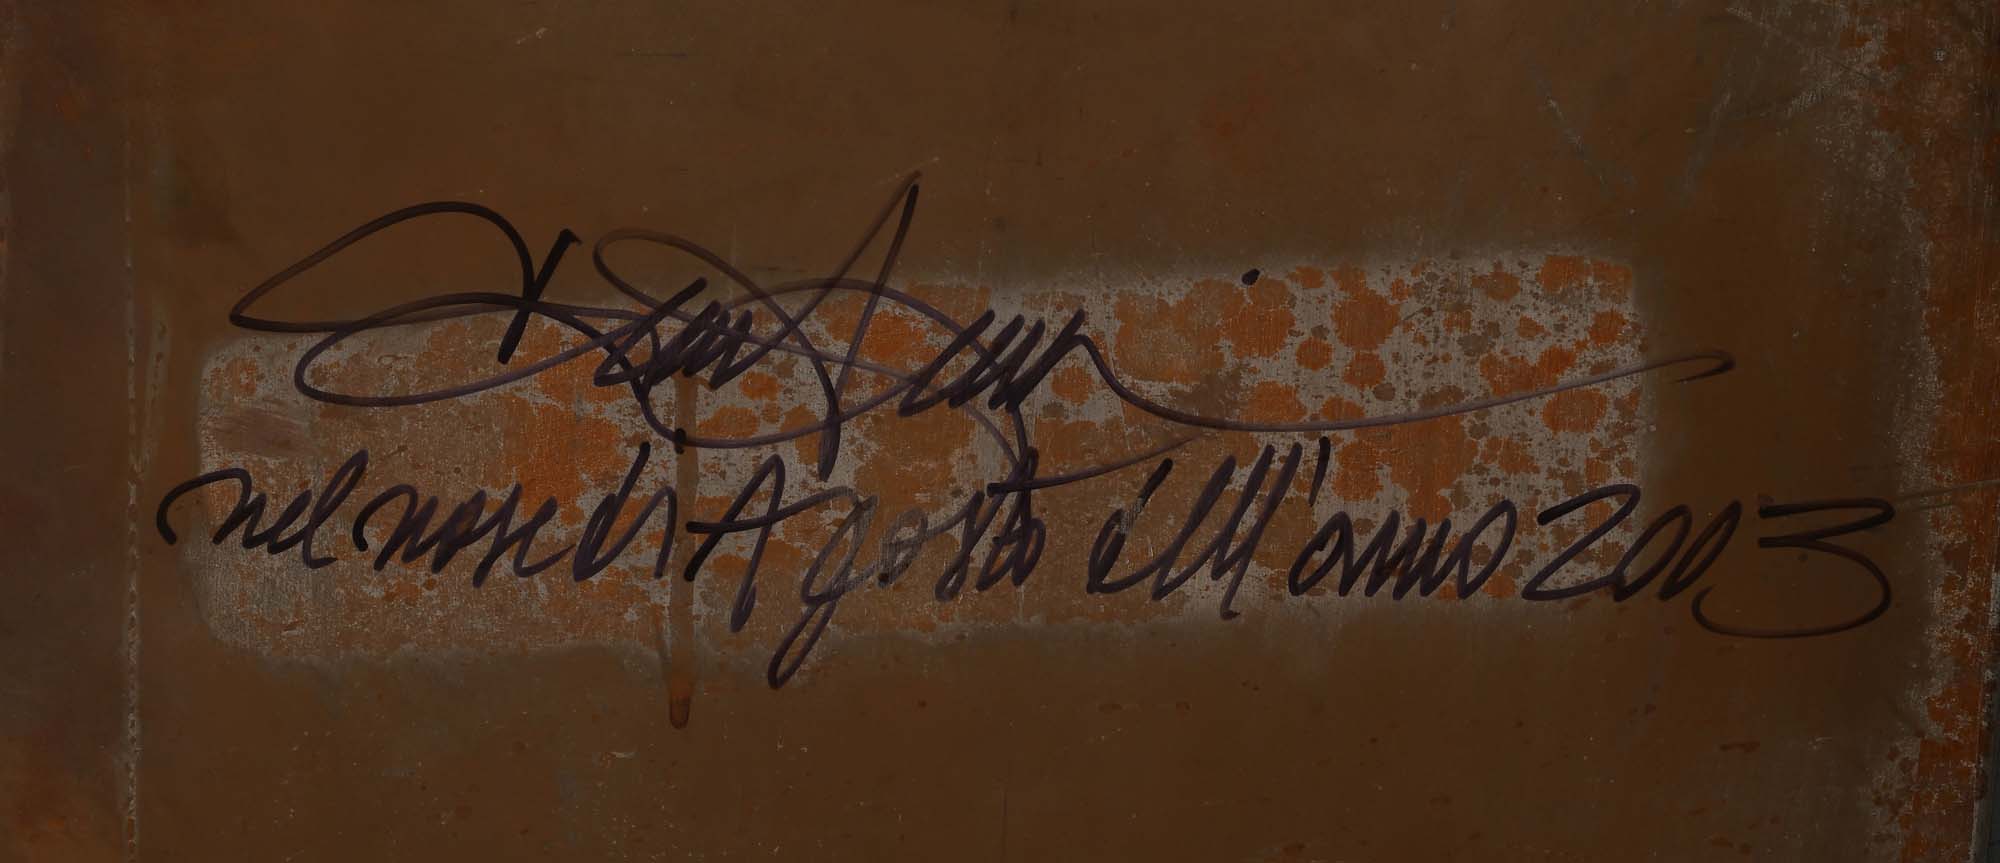 nel mese di Agosto dell'anno 2003